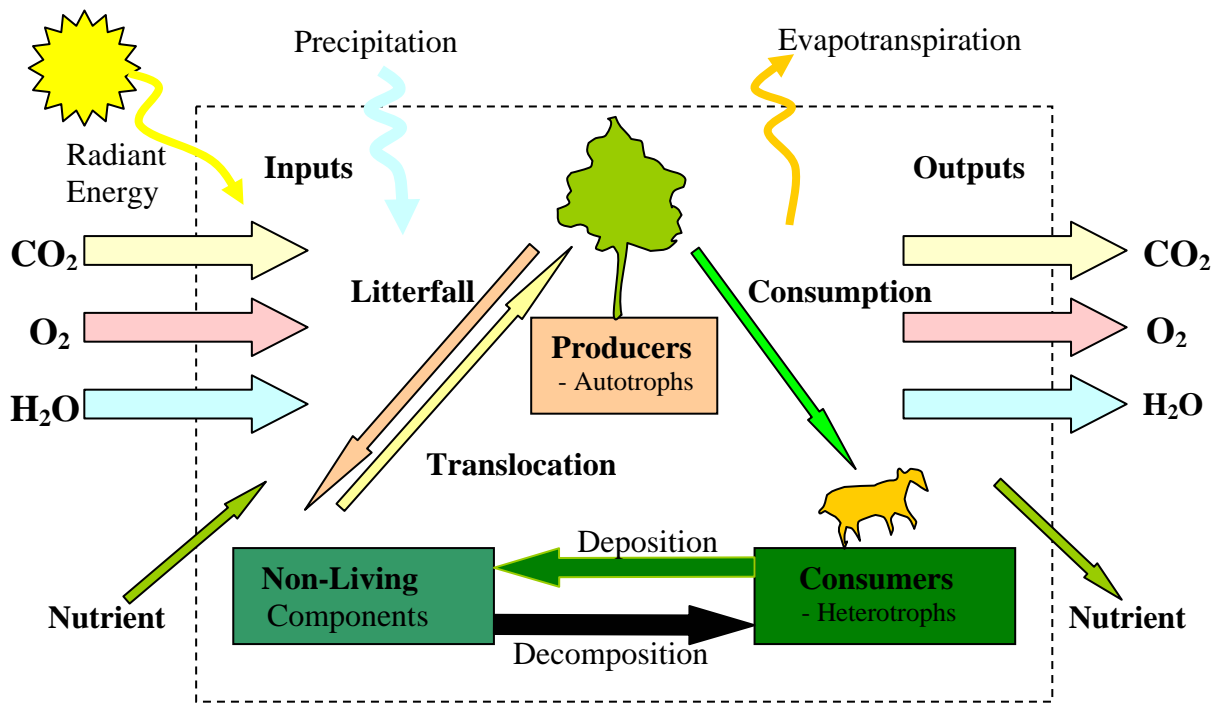 Precipitation
Evapotranspiration
Radiant
Energy
Inputs
Outputs
CO₂
CO₂
Litterfall
Consumption
O₂
O₂
Producers
- Autotrophs
H₂O
H₂O
Translocation
Deposition
Non-Living
Components
Consumers
- Heterotrophs
Nutrient
Nutrient
Decomposition